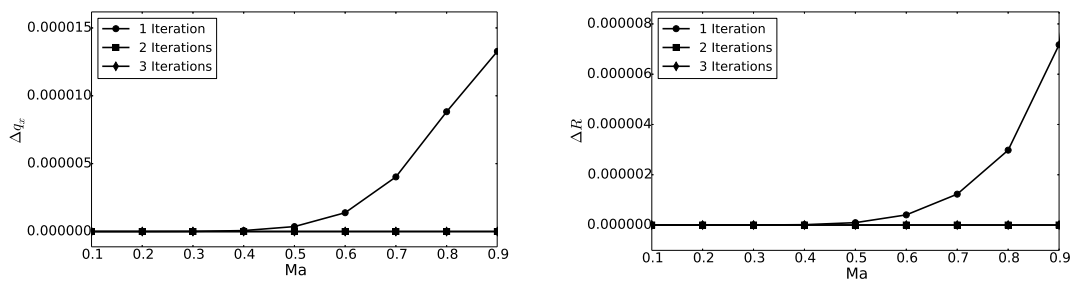 0.000015
0.000010
0.000005
0.000000
Δq_x
1 Iteration
2 Iterations
3 Iterations
0.1 0.2 0.3 0.4 0.5 0.6 0.7 0.8 0.9
Ma
0.000008
0.000006
0.000004
0.000002
0.000000
ΔR
1 Iteration
2 Iterations
3 Iterations
0.1 0.2 0.3 0.4 0.5 0.6 0.7 0.8 0.9
Ma